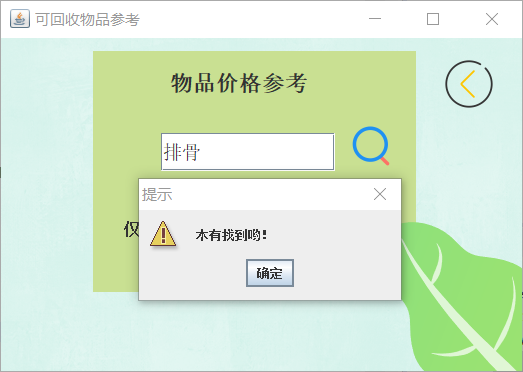 可回收物品参考
物品价格参考
排骨
提示
仅
木有找到哟!
确定